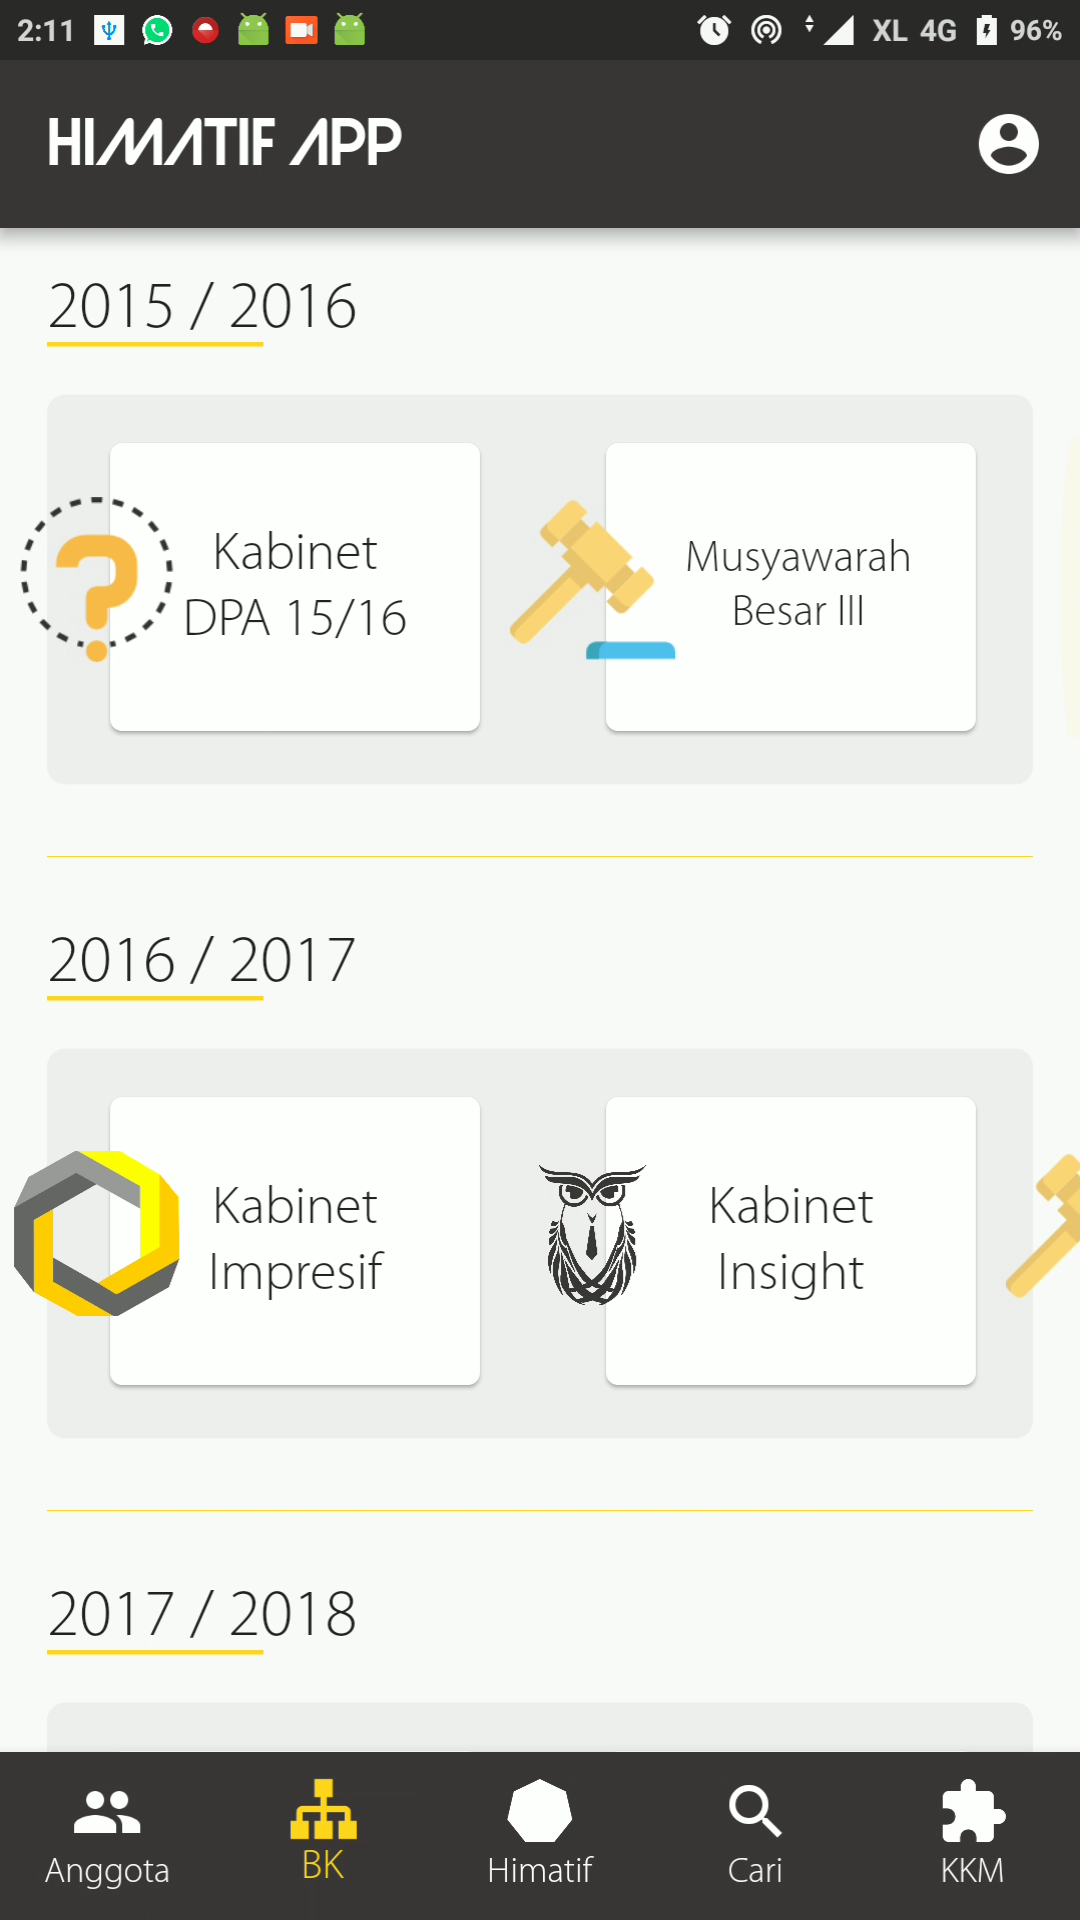 2:11 XL 4G 96%
HIMATIF APP
2015 / 2016
Kabinet
DPA 15/16
Musyawarah
Besar III
2016 / 2017
Kabinet
Impresif
Kabinet
Insight
2017 / 2018
Anggota
BK
Himatif
Cari
KKM